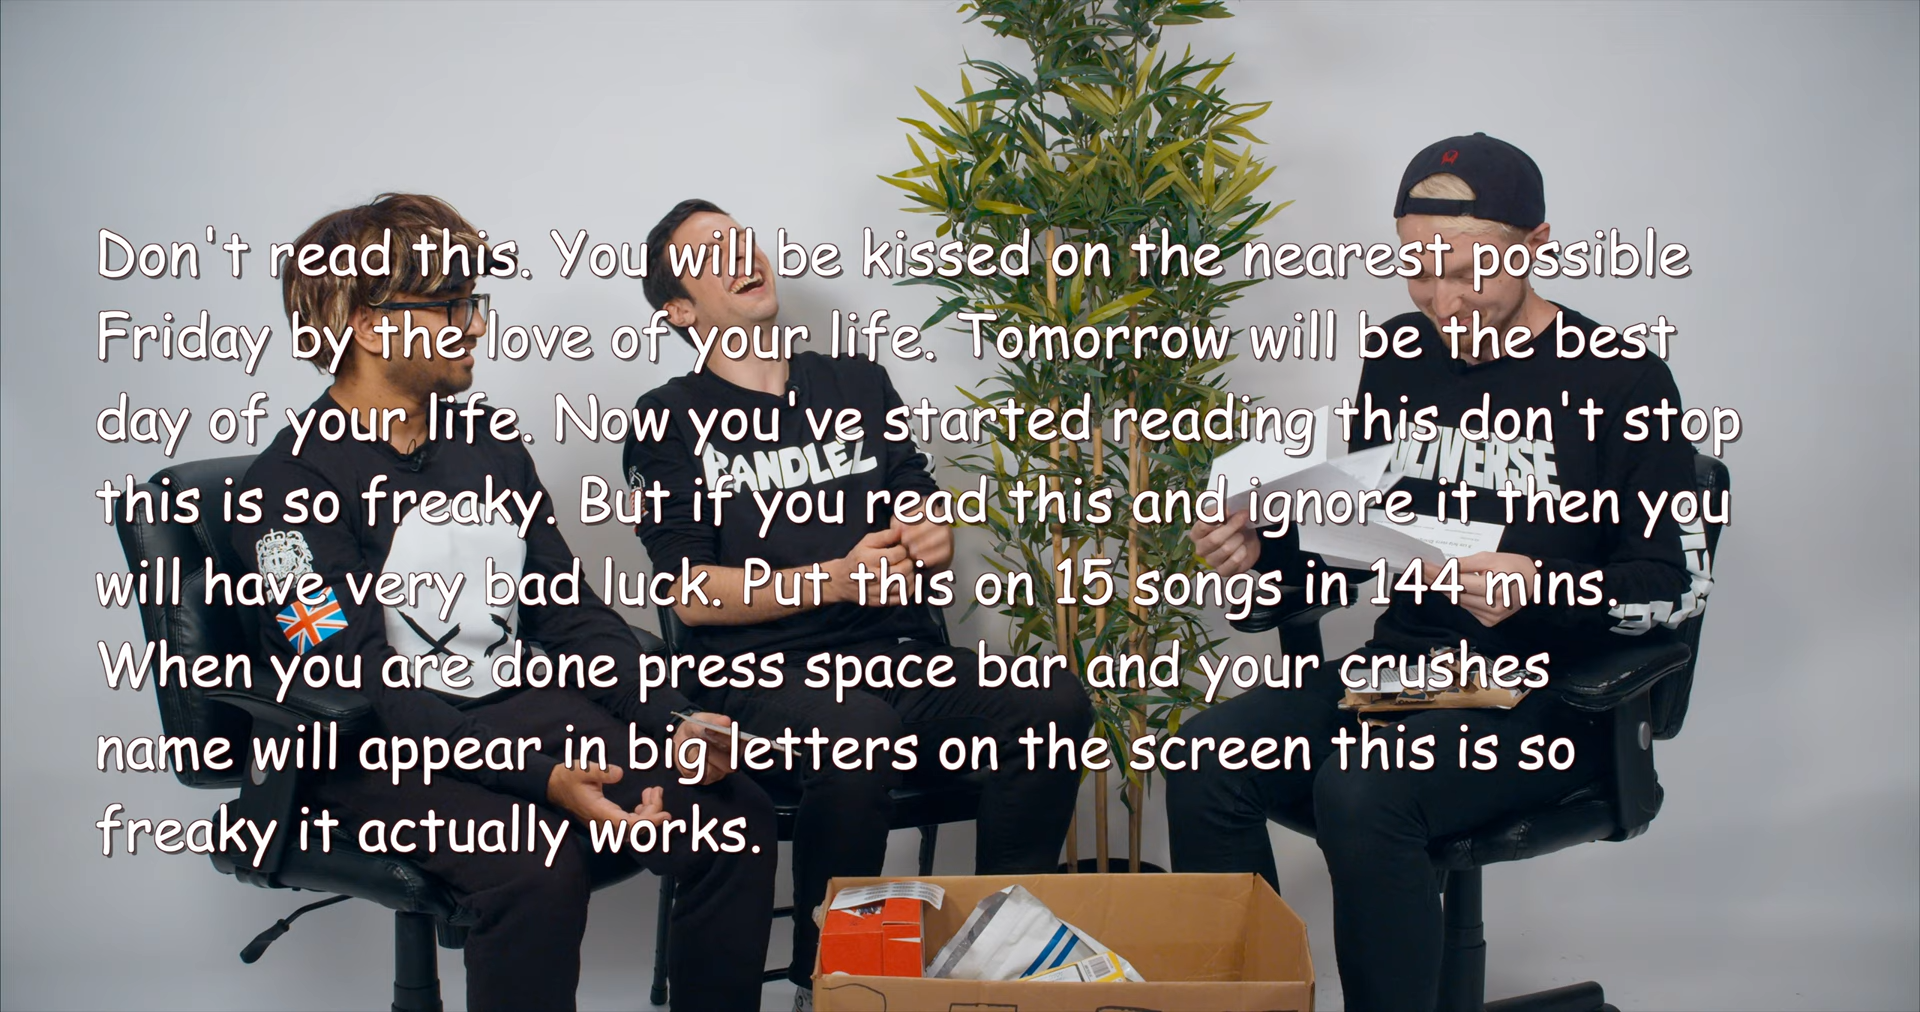 Don't read this. You will be kissed on the nearest possible
Friday by the love of your life. Tomorrow will be the best
day of your life. Now you've started reading this don't stop
this is so freaky. But if you read this and ignore it then you
will have very bad luck. Put this on 15 songs in 144 mins.
When you are done press space bar and your crushes
name will appear in big letters on the screen this is so
freaky it actually works.
RANDLEZ